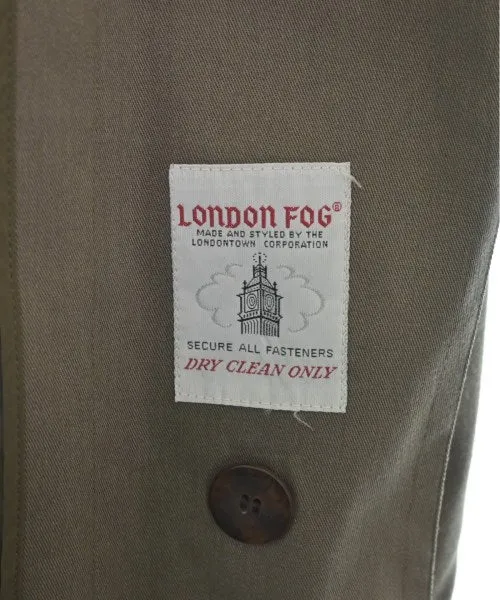 LONDON FOG®
MADE AND STYLED BY THE
LONDONTOWN CORPORATION
SECURE ALL FASTENERS
DRY CLEAN ONLY